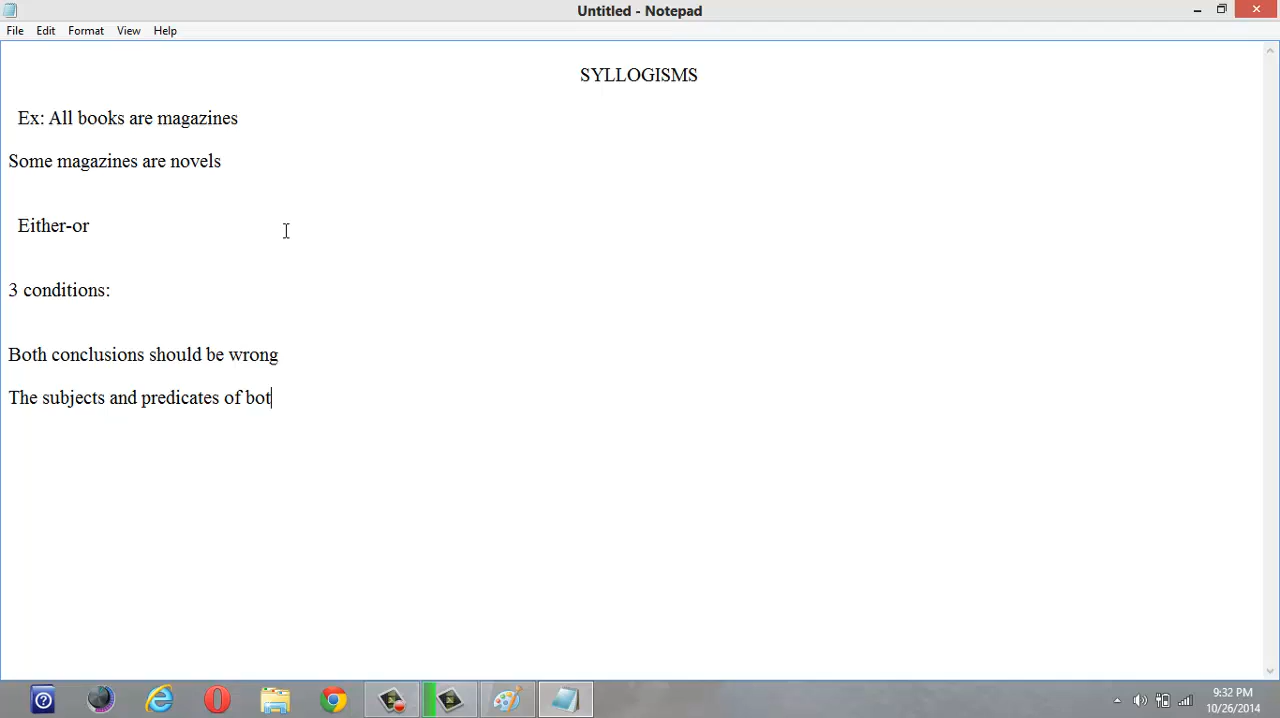 Untitled - Notepad
File Edit Format View Help
SYLLOGISMS
Ex: All books are magazines
Some magazines are novels
Either-or
3 conditions:
Both conclusions should be wrong
The subjects and predicates of bot
9:32 PM
10/26/2014